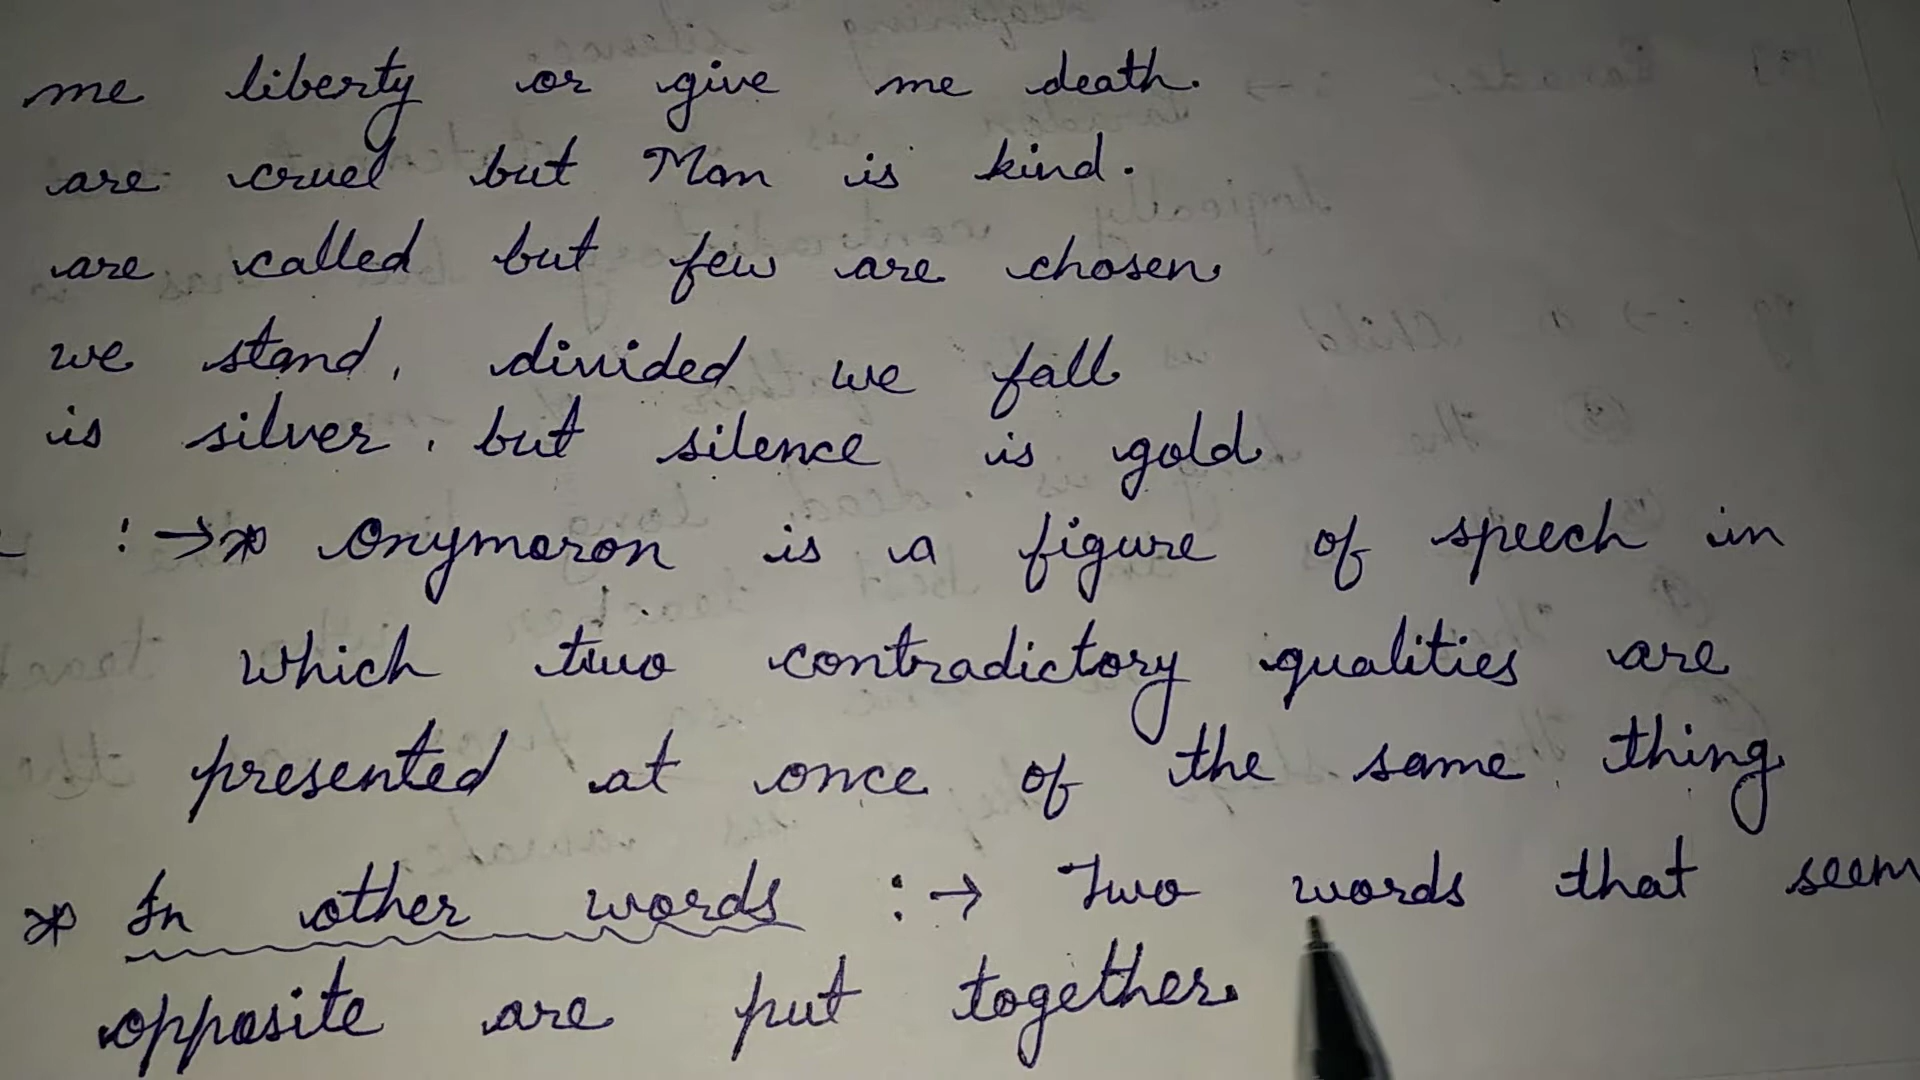 me liberty or give me death.
are cruel but Man is kind.
are called but few are chosen
we stand, divided we fall
is silver, but silence is gold
:→* Oxymoron is a figure of speech in
which two contradictory qualities are
presented at once of the same thing
* In other words :→ Two words that seem
opposite are put together.